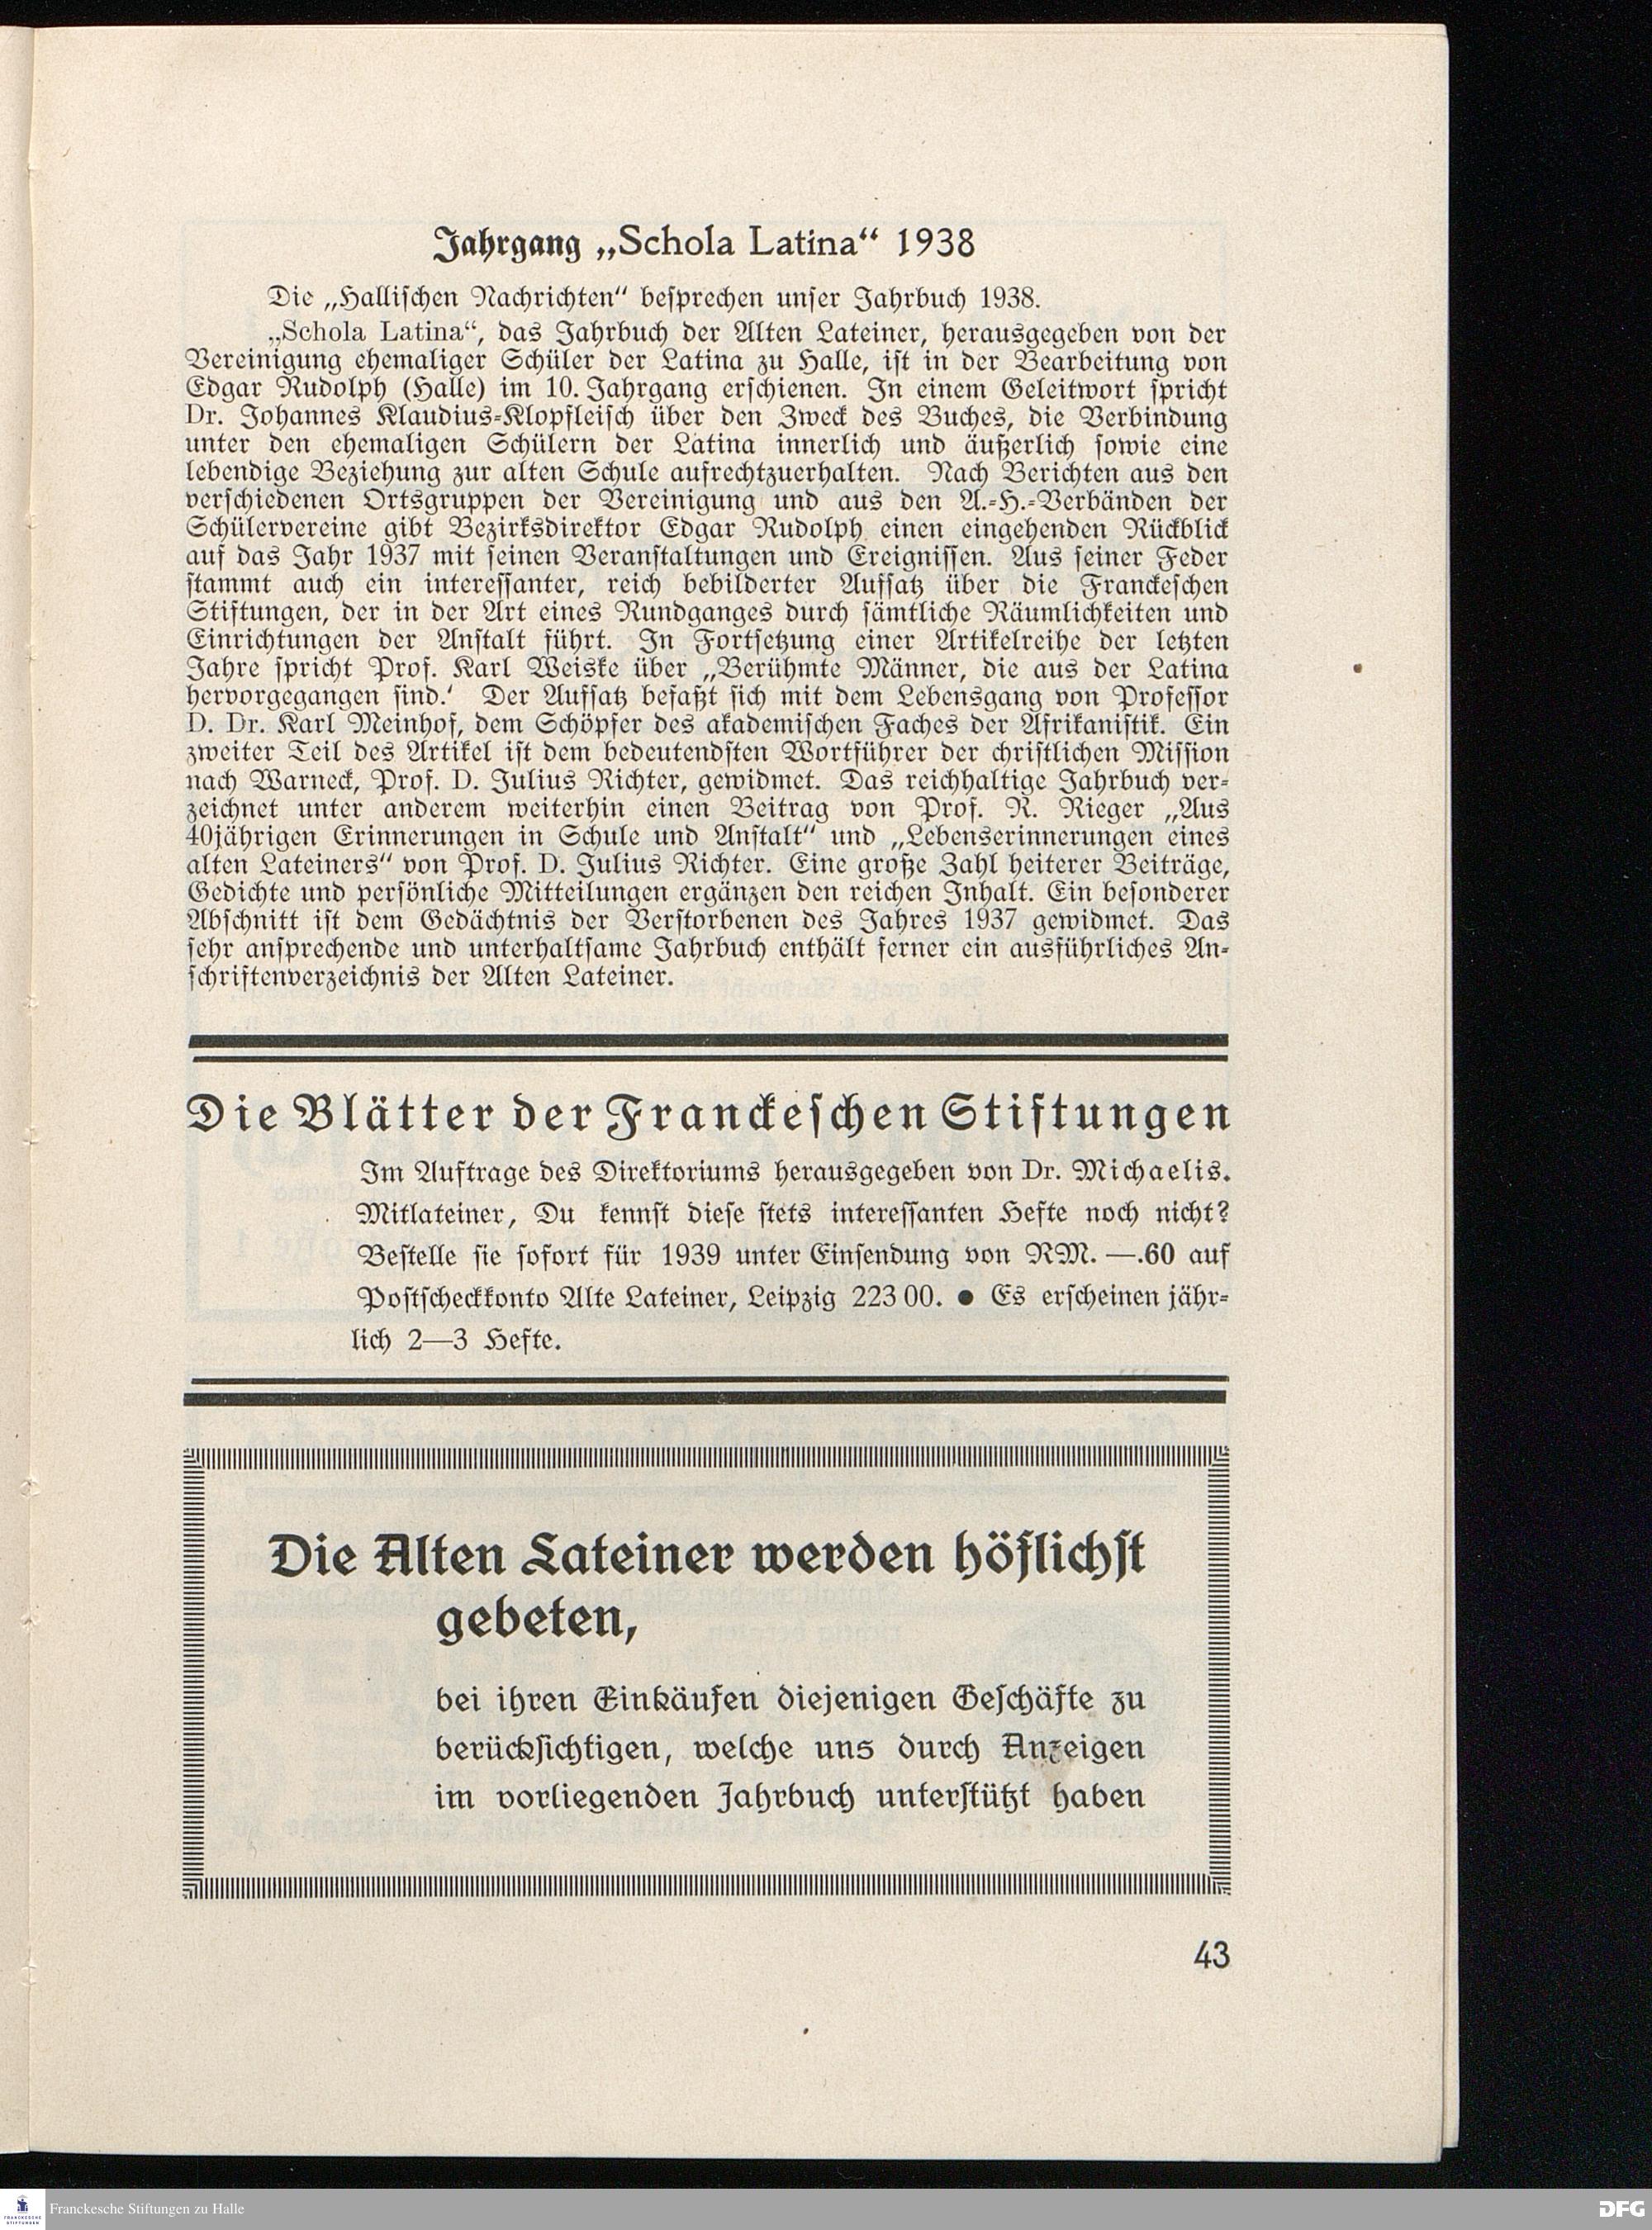 Jahrgang „Schola Latina“ 1938
Die „Hallischen Nachrichten“ besprechen unser Jahrbuch 1938.
„Schola Latina“, das Jahrbuch der Alten Lateiner, herausgegeben von der
Vereinigung ehemaliger Schüler der Latina zu Halle, ist in der Bearbeitung von
Edgar Rudolph (Halle) im 10. Jahrgang erschienen. In einem Geleitwort spricht
Dr. Johannes Klaudius-Klopfleisch über den Zweck des Buches, die Verbindung
unter den ehemaligen Schülern der Latina innerlich und äußerlich sowie eine
lebendige Beziehung zur alten Schule aufrechtzuerhalten. Nach Berichten aus den
verschiedenen Ortsgruppen der Vereinigung und aus den A.-H.-Verbänden der
Schülervereine gibt Bezirksdirektor Edgar Rudolph einen eingehenden Rückblick
auf das Jahr 1937 mit seinen Veranstaltungen und Ereignissen. Aus seiner Feder
stammt auch ein interessanter, reich bebilderter Aufsatz über die Franckeschen
Stiftungen, der in der Art eines Rundganges durch sämtliche Räumlichkeiten und
Einrichtungen der Anstalt führt. In Fortsetzung einer Artikelreihe der letzten
Jahre spricht Prof. Karl Weiske über „Berühmte Männer, die aus der Latina
hervorgegangen sind.‘ Der Aufsatz befaßt sich mit dem Lebensgang von Professor
D. Dr. Karl Meinhof, dem Schöpfer des akademischen Faches der Afrikanistik. Ein
zweiter Teil des Artikel ist dem bedeutendsten Wortführer der christlichen Mission
nach Warneck, Prof. D. Julius Richter, gewidmet. Das reichhaltige Jahrbuch ver-
zeichnet unter anderem weiterhin einen Beitrag von Prof. R. Rieger „Aus
40jährigen Erinnerungen in Schule und Anstalt“ und „Lebenserinnerungen eines
alten Lateiners“ von Prof. D. Julius Richter. Eine große Zahl heiterer Beiträge,
Gedichte und persönliche Mitteilungen ergänzen den reichen Inhalt. Ein besonderer
Abschnitt ist dem Gedächtnis der Verstorbenen des Jahres 1937 gewidmet. Das
sehr ansprechende und unterhaltsame Jahrbuch enthält ferner ein ausführliches An-
schriftenverzeichnis der Alten Lateiner.
Die Blätter der Franckeschen Stiftungen
Im Auftrage des Direktoriums herausgegeben von Dr. Michaelis.
Mitlateiner, Du kennst diese stets interessanten Hefte noch nicht?
Bestelle sie sofort für 1939 unter Einsendung von RM. —.60 auf
Postscheckkonto Alte Lateiner, Leipzig 223 00. ● Es erscheinen jähr-
lich 2—3 Hefte.
Die Alten Lateiner werden höflichst
gebeten,
bei ihren Einkäufen diejenigen Geschäfte zu
berücksichtigen, welche uns durch Anzeigen
im vorliegenden Jahrbuch unterstützt haben
43
FRANCKESCHE
STIFTUNGEN
Franckesche Stiftungen zu Halle
DFG